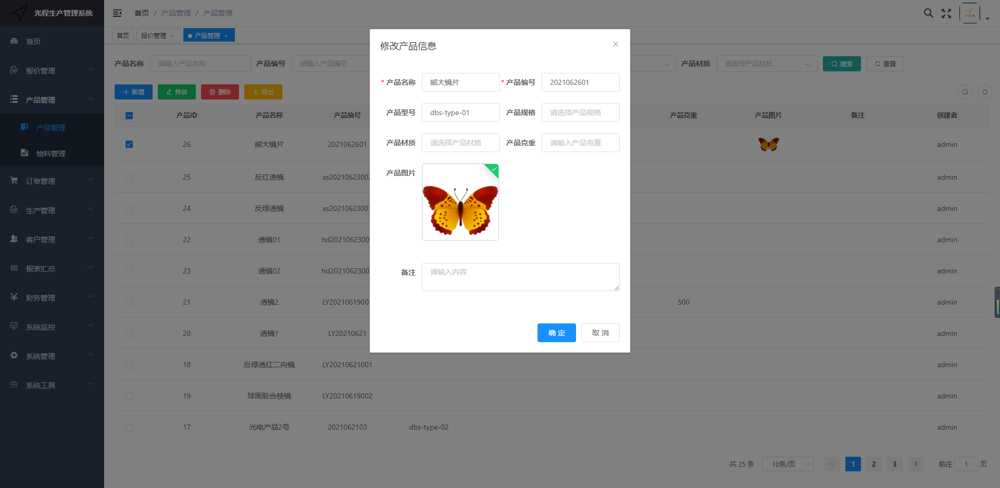 光程生产管理系统
首页 / 产品管理 / 产品管理
首页
报价管理 ×
产品管理 ×
首页
报价管理
产品管理
产品管理
物料管理
订单管理
生产管理
客户管理
报表汇总
财务管理
系统监控
系统管理
系统工具
产品名称 请输入产品名称 产品编号 请输入产品编号 产品材质 请选择产品材质 搜索 重置
新增 修改 删除 导出
产品ID 产品名称 产品编号 产品克重 产品图片 备注 创建者
26 熊大镜片 2021062601 admin
25 反红透镜 xs2021062300 admin
24 反绿透镜 xs2021062300 admin
22 透镜01 hd2021062300 admin
23 透镜02 hd2021062300 admin
21 透镜2 LY2021061900 500 admin
20 透镜1 LY20210621 admin
18 反绿透红二向镜 LY20210621001 admin
19 球面胶合棱镜 LY20210619002 admin
17 光电产品2号 2021062103 dbs-type-02 admin
共 25 条 10条/页 1 2 3 前往 1 页
修改产品信息
* 产品名称 熊大镜片 * 产品编号 2021062601
产品型号 dbs-type-01 产品规格 请选择产品规格
产品材质 请选择产品材质 产品克重 请输入产品克重
产品图片
备注 请输入内容
确 定 取 消